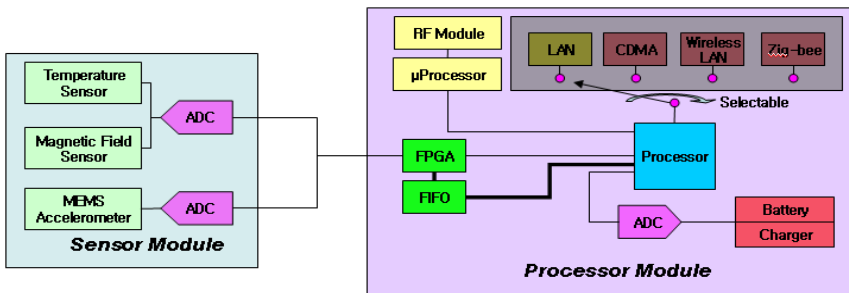 Temperature
Sensor
Magnetic Field
Sensor
MEMS
Accelerometer
ADC
ADC
Sensor Module
RF Module
μProcessor
LAN
CDMA
Wireless
LAN
Zig-bee
Selectable
FPGA
FIFO
Processor
ADC
Battery
Charger
Processor Module